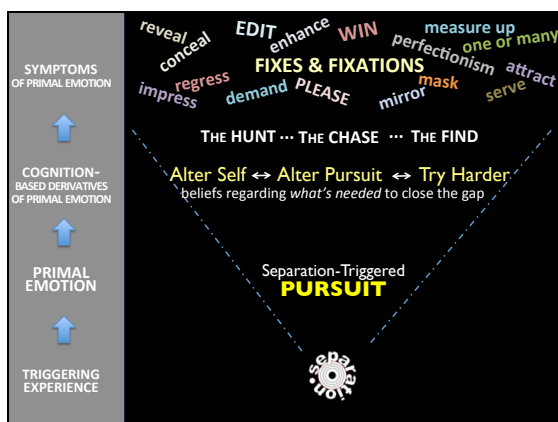 reveal
conceal
EDIT
enhance
WIN
measure up
perfectionism
one or many
FIXES & FIXATIONS
attract
impress
regress
demand
PLEASE
mirror
mask
serve
SYMPTOMS
OF PRIMAL EMOTION
THE HUNT ... THE CHASE ... THE FIND
COGNITION-
BASED DERIVATIVES
OF PRIMAL EMOTION
Alter Self ↔ Alter Pursuit ↔ Try Harder
beliefs regarding what's needed to close the gap
PRIMAL
EMOTION
Separation-Triggered
PURSUIT
TRIGGERING
EXPERIENCE
separation